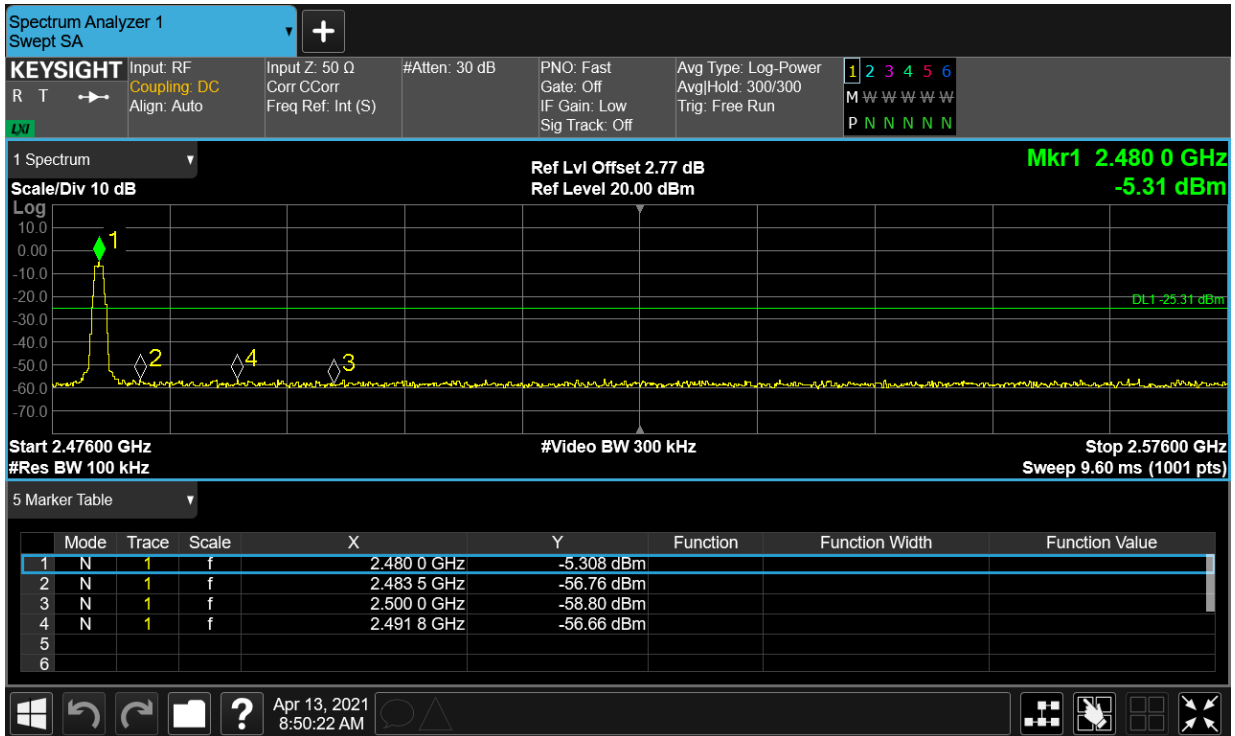 Spectrum Analyzer 1
Swept SA
+
KEYSIGHT
R T
LXI
Input: RF
Coupling: DC
Align: Auto
Input Z: 50 Ω
Corr CCorr
Freq Ref: Int (S)
#Atten: 30 dB
PNO: Fast
Gate: Off
IF Gain: Low
Sig Track: Off
Avg Type: Log-Power
Avg|Hold: 300/300
Trig: Free Run
1 2 3 4 5 6
M W W W W W
P N N N N N
1 Spectrum
Scale/Div 10 dB
Ref Lvl Offset 2.77 dB
Ref Level 20.00 dBm
Mkr1 2.480 0 GHz
-5.31 dBm
Log
10.0
0.00
-10.0
-20.0
-30.0
-40.0
-50.0
-60.0
-70.0
1
2
4
3
DL1 -25.31 dBm
Start 2.47600 GHz
#Video BW 300 kHz
Stop 2.57600 GHz
#Res BW 100 kHz
Sweep 9.60 ms (1001 pts)
5 Marker Table
Mode Trace Scale X Y Function Function Width Function Value
1 N 1 f 2.480 0 GHz -5.308 dBm
2 N 1 f 2.483 5 GHz -56.76 dBm
3 N 1 f 2.500 0 GHz -58.80 dBm
4 N 1 f 2.491 8 GHz -56.66 dBm
5
6
?
Apr 13, 2021
8:50:22 AM